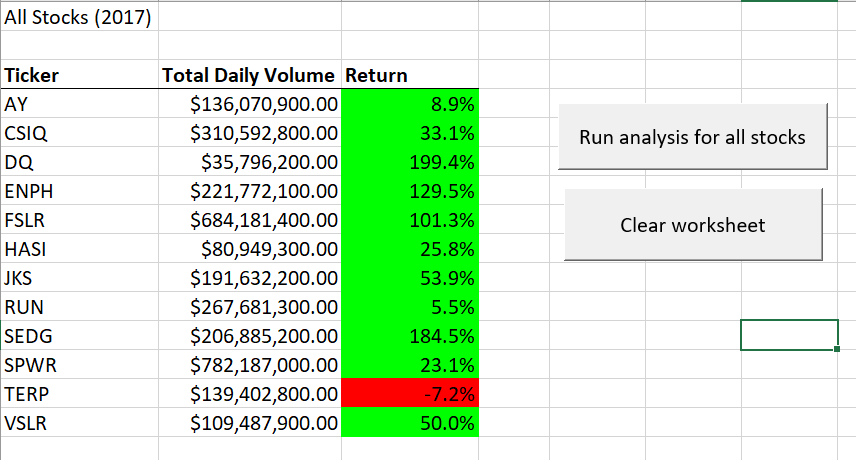 All Stocks (2017)
Ticker Total Daily Volume Return
AY $136,070,900.00 8.9%
CSIQ $310,592,800.00 33.1%
DQ $35,796,200.00 199.4%
ENPH $221,772,100.00 129.5%
FSLR $684,181,400.00 101.3%
HASI $80,949,300.00 25.8%
JKS $191,632,200.00 53.9%
RUN $267,681,300.00 5.5%
SEDG $206,885,200.00 184.5%
SPWR $782,187,000.00 23.1%
TERP $139,402,800.00 -7.2%
VSLR $109,487,900.00 50.0%
Run analysis for all stocks
Clear worksheet